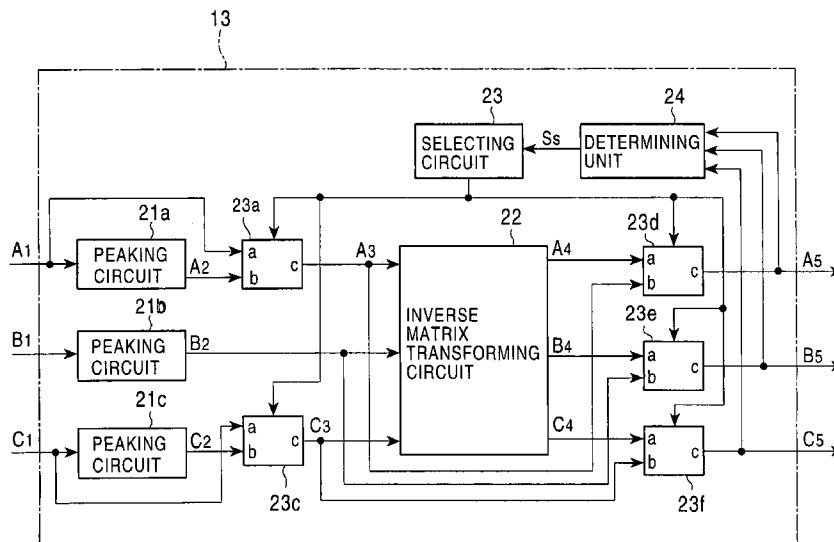 13
23
24
SELECTING
CIRCUIT
Ss
DETERMINING
UNIT
21a
23a
22
23d
A1
PEAKING
CIRCUIT
A2
a
b
c
A3
A4
a
b
c
A5
21b
23e
B1
PEAKING
CIRCUIT
B2
INVERSE
MATRIX
TRANSFORMING
CIRCUIT
B4
a
b
c
B5
21c
C1
PEAKING
CIRCUIT
C2
a
b
c
C3
C4
a
b
c
C5
23c
23f